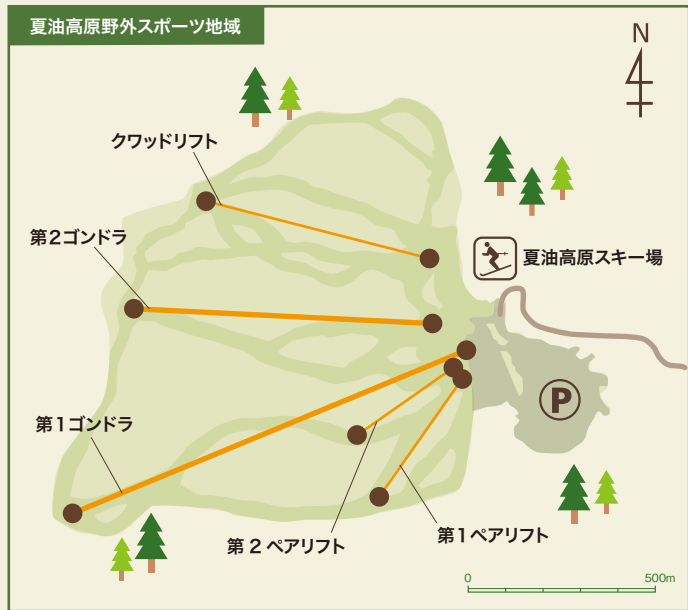 夏油高原野外スポーツ地域
N
クワッドリフト
第2ゴンドラ
夏油高原スキー場
P
第1ゴンドラ
第2ペアリフト
第1ペアリフト
0 500m